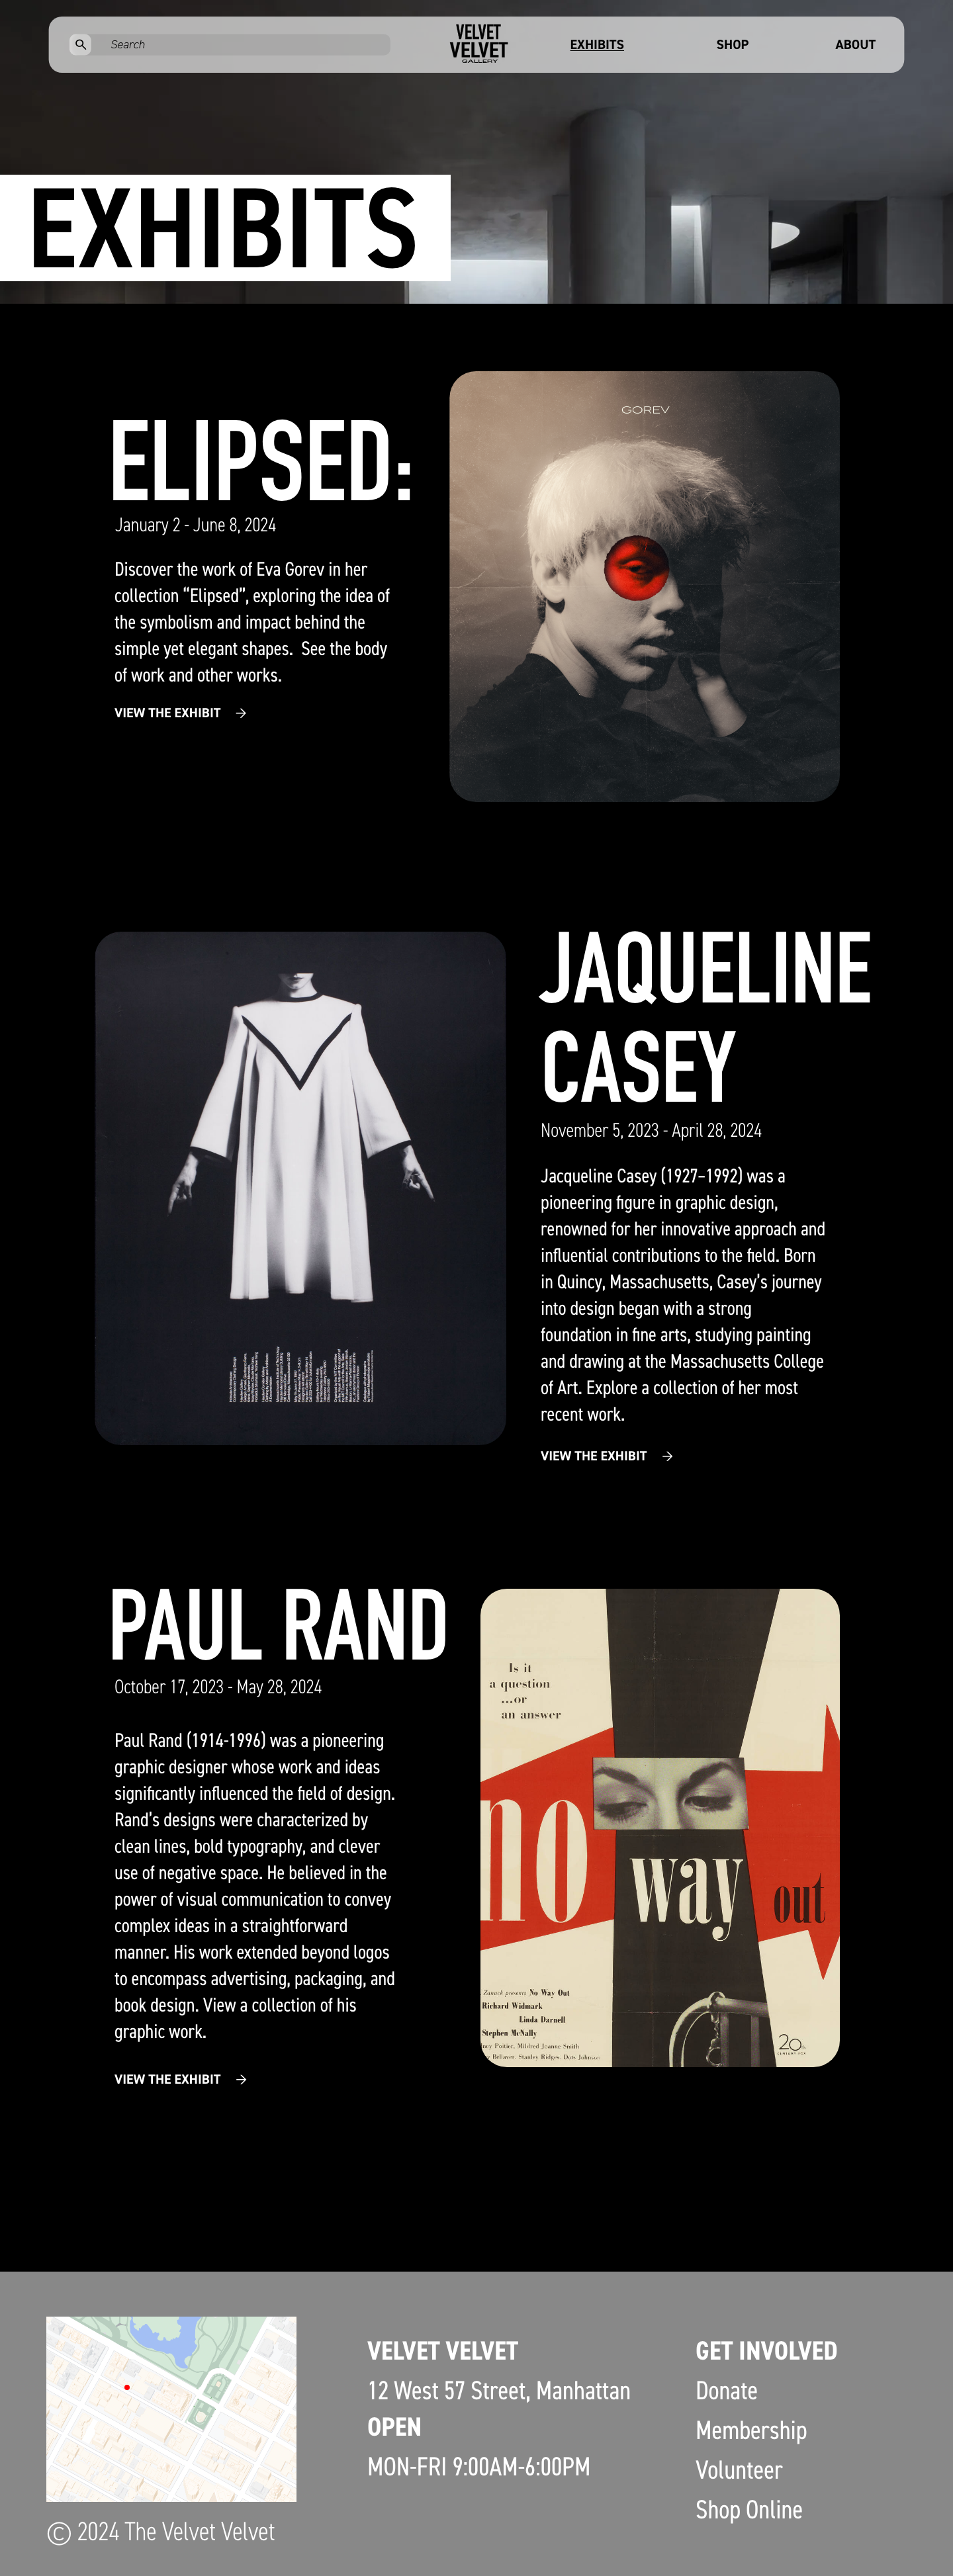 Search
VELVET
VELVET
GALLERY
EXHIBITS
SHOP
ABOUT
EXHIBITS
GOREV
ELIPSED:
January 2 - June 8, 2024
Discover the work of Eva Gorev in her
collection “Elipsed”, exploring the idea of
the symbolism and impact behind the
simple yet elegant shapes.  See the body
of work and other works.
VIEW THE EXHIBIT
JAQUELINE
CASEY
November 5, 2023 - April 28, 2024
Jacqueline Casey (1927–1992) was a
pioneering figure in graphic design,
renowned for her innovative approach and
influential contributions to the field. Born
in Quincy, Massachusetts, Casey's journey
into design began with a strong
foundation in fine arts, studying painting
and drawing at the Massachusetts College
of Art. Explore a collection of her most
recent work.
VIEW THE EXHIBIT
PAUL RAND
October 17, 2023 - May 28, 2024
Paul Rand (1914-1996) was a pioneering
graphic designer whose work and ideas
significantly influenced the field of design.
Rand’s designs were characterized by
clean lines, bold typography, and clever
use of negative space. He believed in the
power of visual communication to convey
complex ideas in a straightforward
manner. His work extended beyond logos
to encompass advertising, packaging, and
book design. View a collection of his
graphic work.
VIEW THE EXHIBIT
Is it
a question
...or
an answer
no
way
out
Zanuck presents No Way Out
Richard Widmark
Linda Darnell
Stephen McNally
Poitier, Mildred Joanne Smith
Bellaver, Stanley Ridges, Dots Johnson
20th
CENTURY FOX
VELVET VELVET
12 West 57 Street, Manhattan
OPEN
MON-FRI 9:00AM-6:00PM
GET INVOLVED
Donate
Membership
Volunteer
Shop Online
© 2024 The Velvet Velvet